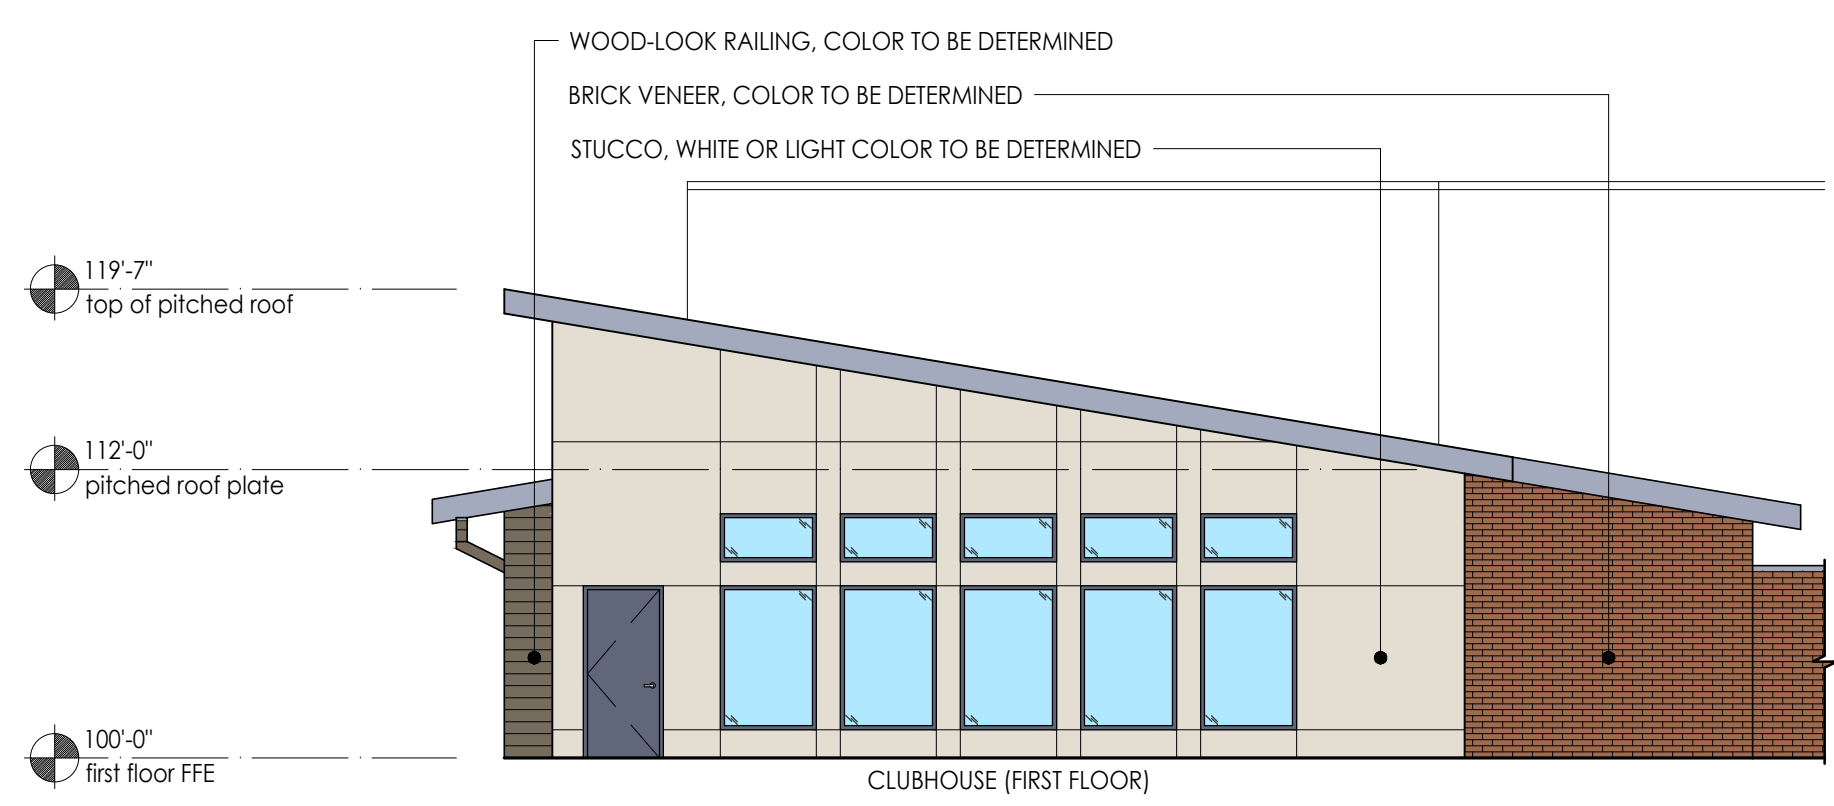 WOOD-LOOK RAILING, COLOR TO BE DETERMINED
BRICK VENEER, COLOR TO BE DETERMINED
STUCCO, WHITE OR LIGHT COLOR TO BE DETERMINED
119'-7"
top of pitched roof
112'-0"
pitched roof plate
100'-0"
first floor FFE
CLUBHOUSE (FIRST FLOOR)